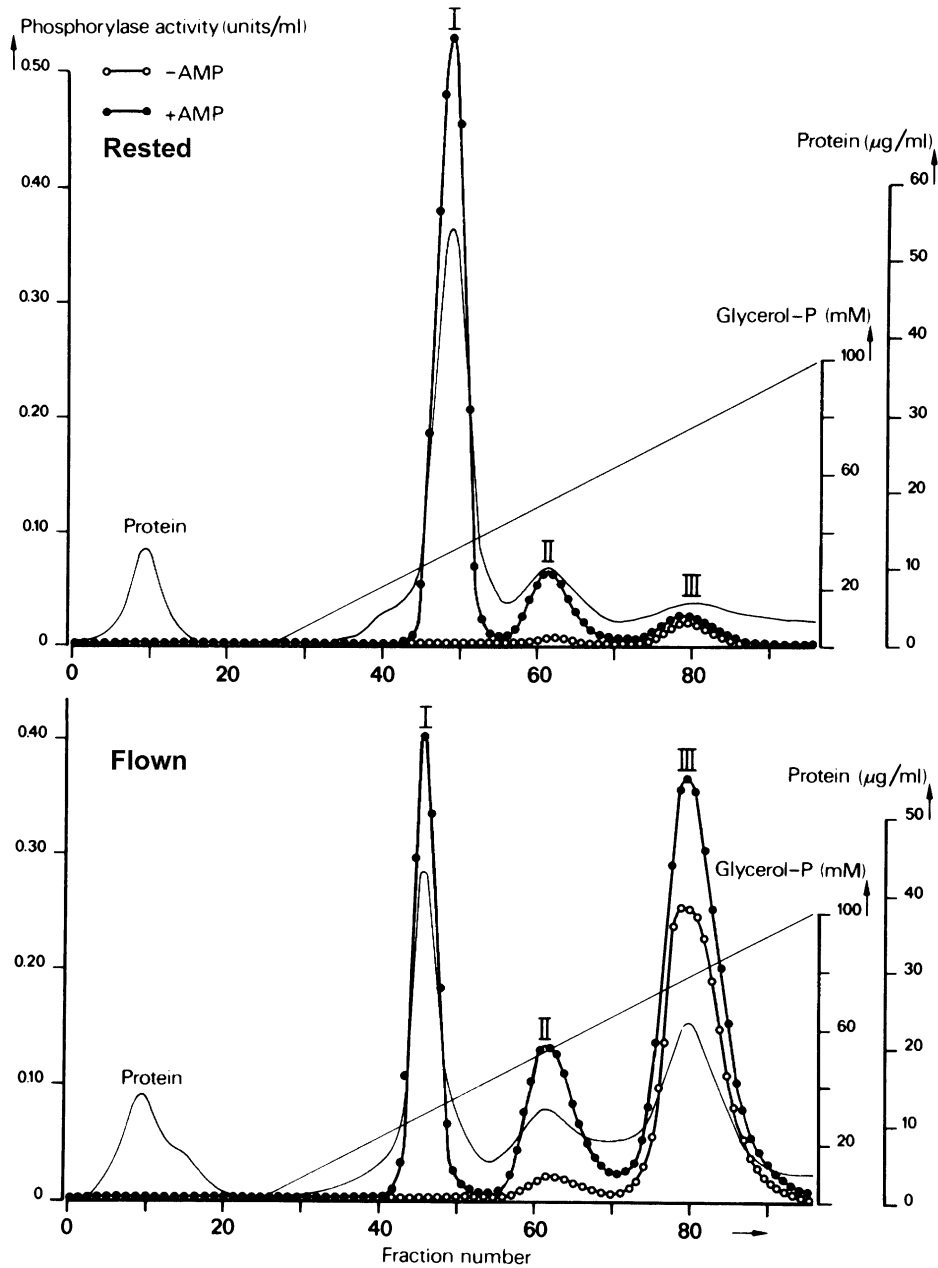 Phosphorylase activity (units/ml)
I
0.50
-AMP
+AMP
Rested
Protein (μg/ml)
0.40
60
50
0.30
Glycerol-P (mM)
100
40
0.20
30
60
20
Protein
0.10
II
10
III
20
0
0
0
20
40
60
80
I
0.40
Flown
III
Protein (μg/ml)
50
0.30
Glycerol-P (mM)
100
40
0.20
30
II
60
20
Protein
0.10
10
20
0
0
0
20
40
60
80
Fraction number